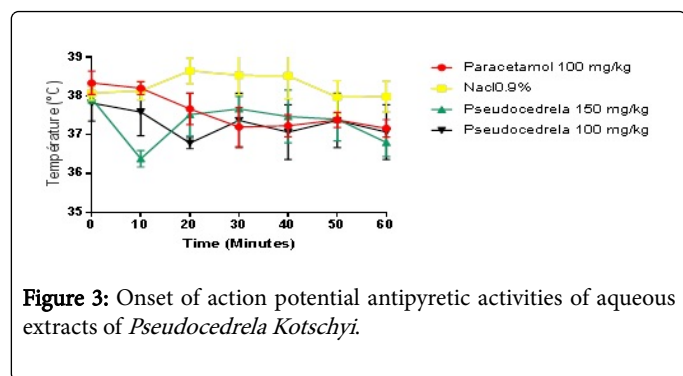 39
38
37
36
35
Température (°C)
0 10 20 30 40 50 60
Time (Minutes)
Paracetamol 100 mg/kg
Nacl0.9%
Pseudocedrela 150 mg/kg
Pseudocedrela 100 mg/kg
Figure 3: Onset of action potential antipyretic activities of aqueous
extracts of Pseudocedrela Kotschyi.